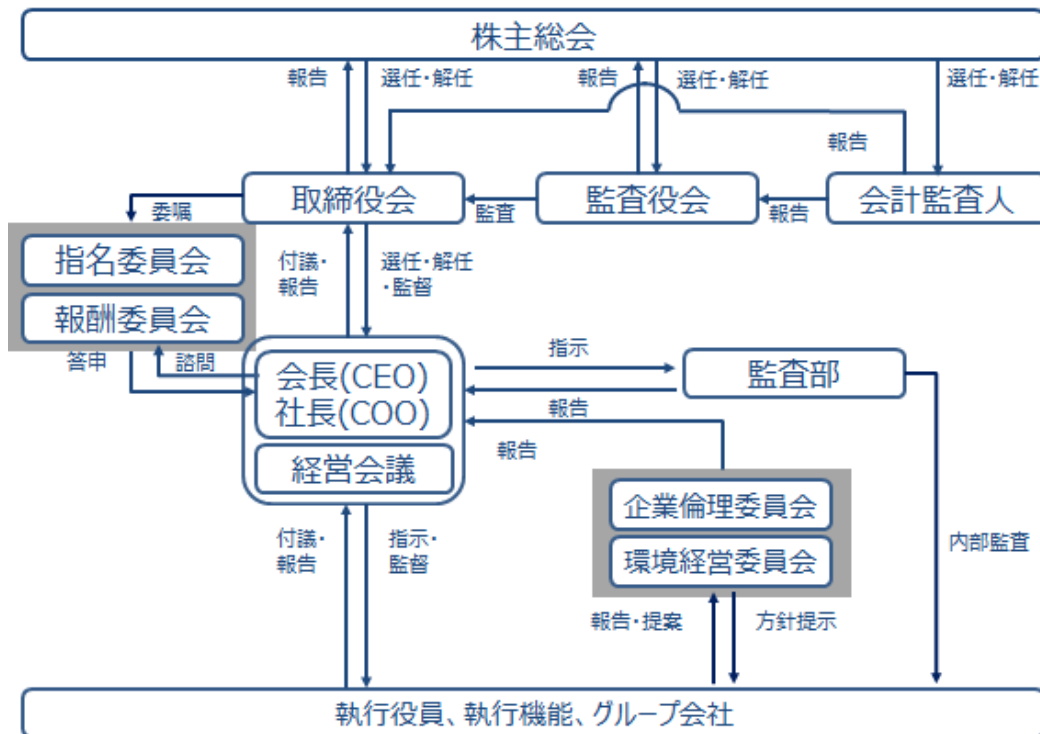 株主総会
報告
選任・解任
報告
選任・解任
選任・解任
報告
取締役会
監査
監査役会
報告
会計監査人
委嘱
指名委員会
報酬委員会
付議・
報告
選任・解任
・監督
答申
諮問
会長(CEO)
社長(COO)
経営会議
指示
報告
監査部
報告
企業倫理委員会
環境経営委員会
内部監査
付議・
報告
指示・
監督
報告・提案
方針提示
執行役員、執行機能、グループ会社